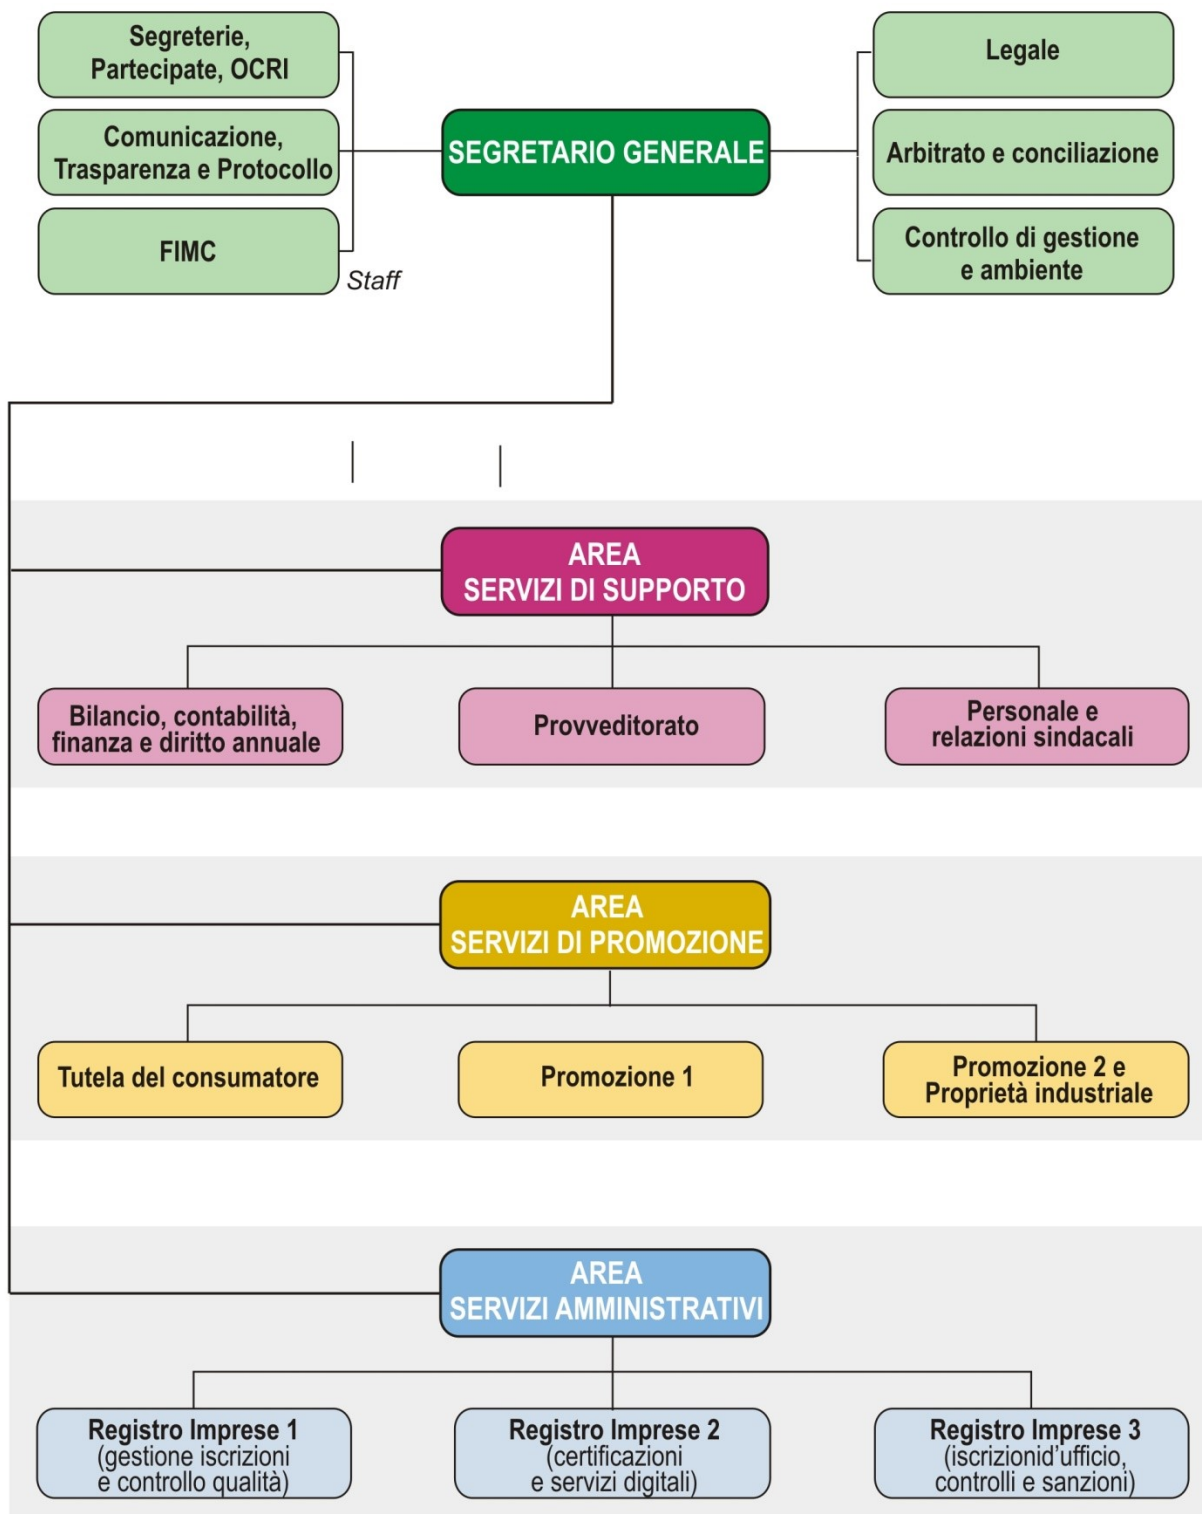 Segreterie,
Partecipate, OCRI
Comunicazione,
Trasparenza e Protocollo
FIMC
Staff
SEGRETARIO GENERALE
Legale
Arbitrato e conciliazione
Controllo di gestione
e ambiente
AREA
SERVIZI DI SUPPORTO
Bilancio, contabilità,
finanza e diritto annuale
Provveditorato
Personale e
relazioni sindacali
AREA
SERVIZI DI PROMOZIONE
Tutela del consumatore
Promozione 1
Promozione 2 e
Proprietà industriale
AREA
SERVIZI AMMINISTRATIVI
Registro Imprese 1
(gestione iscrizioni
e controllo qualità)
Registro Imprese 2
(certificazioni
e servizi digitali)
Registro Imprese 3
(iscrizionid'ufficio,
controlli e sanzioni)